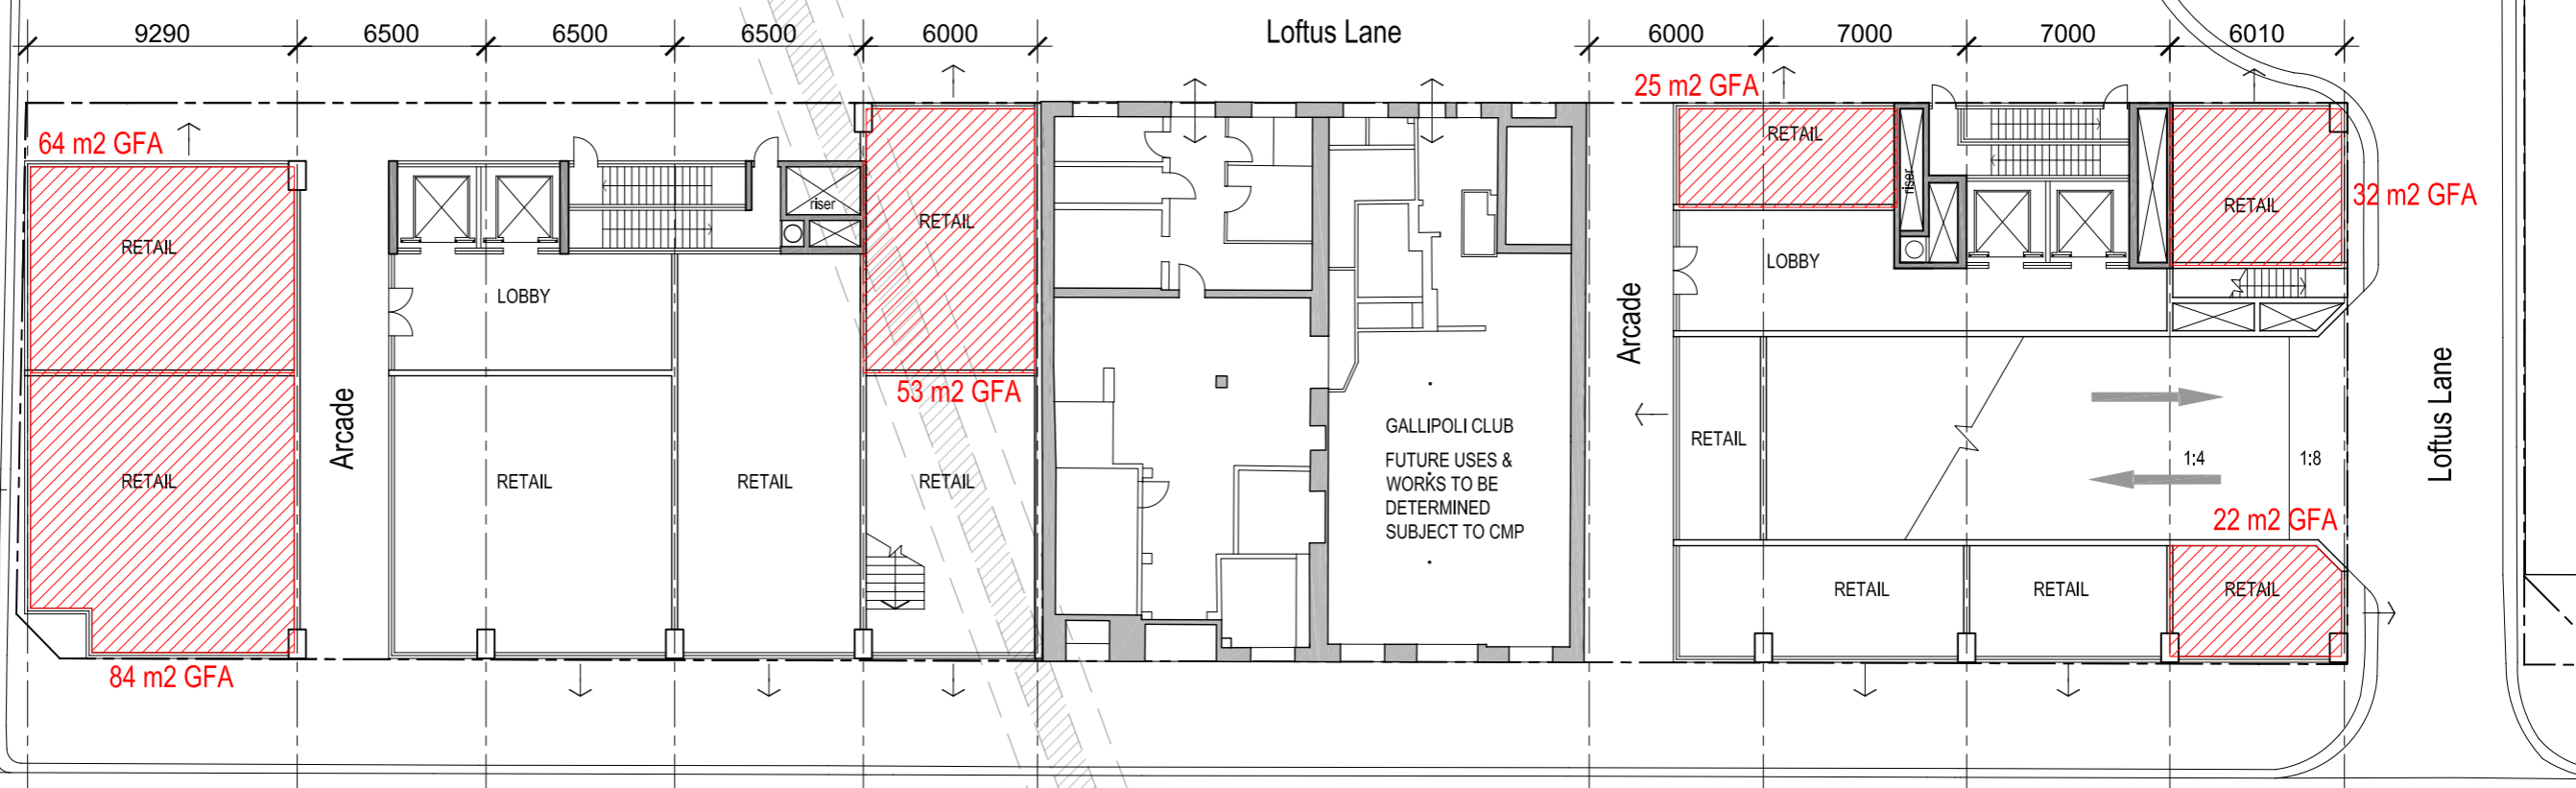 9290 6500 6500 6500 6000 Loftus Lane 6000 7000 7000 6010
64 m2 GFA
25 m2 GFA
RETAIL
riser
RETAIL
RETAIL
riser
RETAIL
32 m2 GFA
LOBBY
LOBBY
53 m2 GFA
Arcade
Arcade
Loftus Lane
RETAIL
RETAIL
RETAIL
RETAIL
GALLIPOLI CLUB
FUTURE USES &
WORKS TO BE
DETERMINED
SUBJECT TO CMP
RETAIL
1:4
1:8
22 m2 GFA
RETAIL
RETAIL
RETAIL
84 m2 GFA